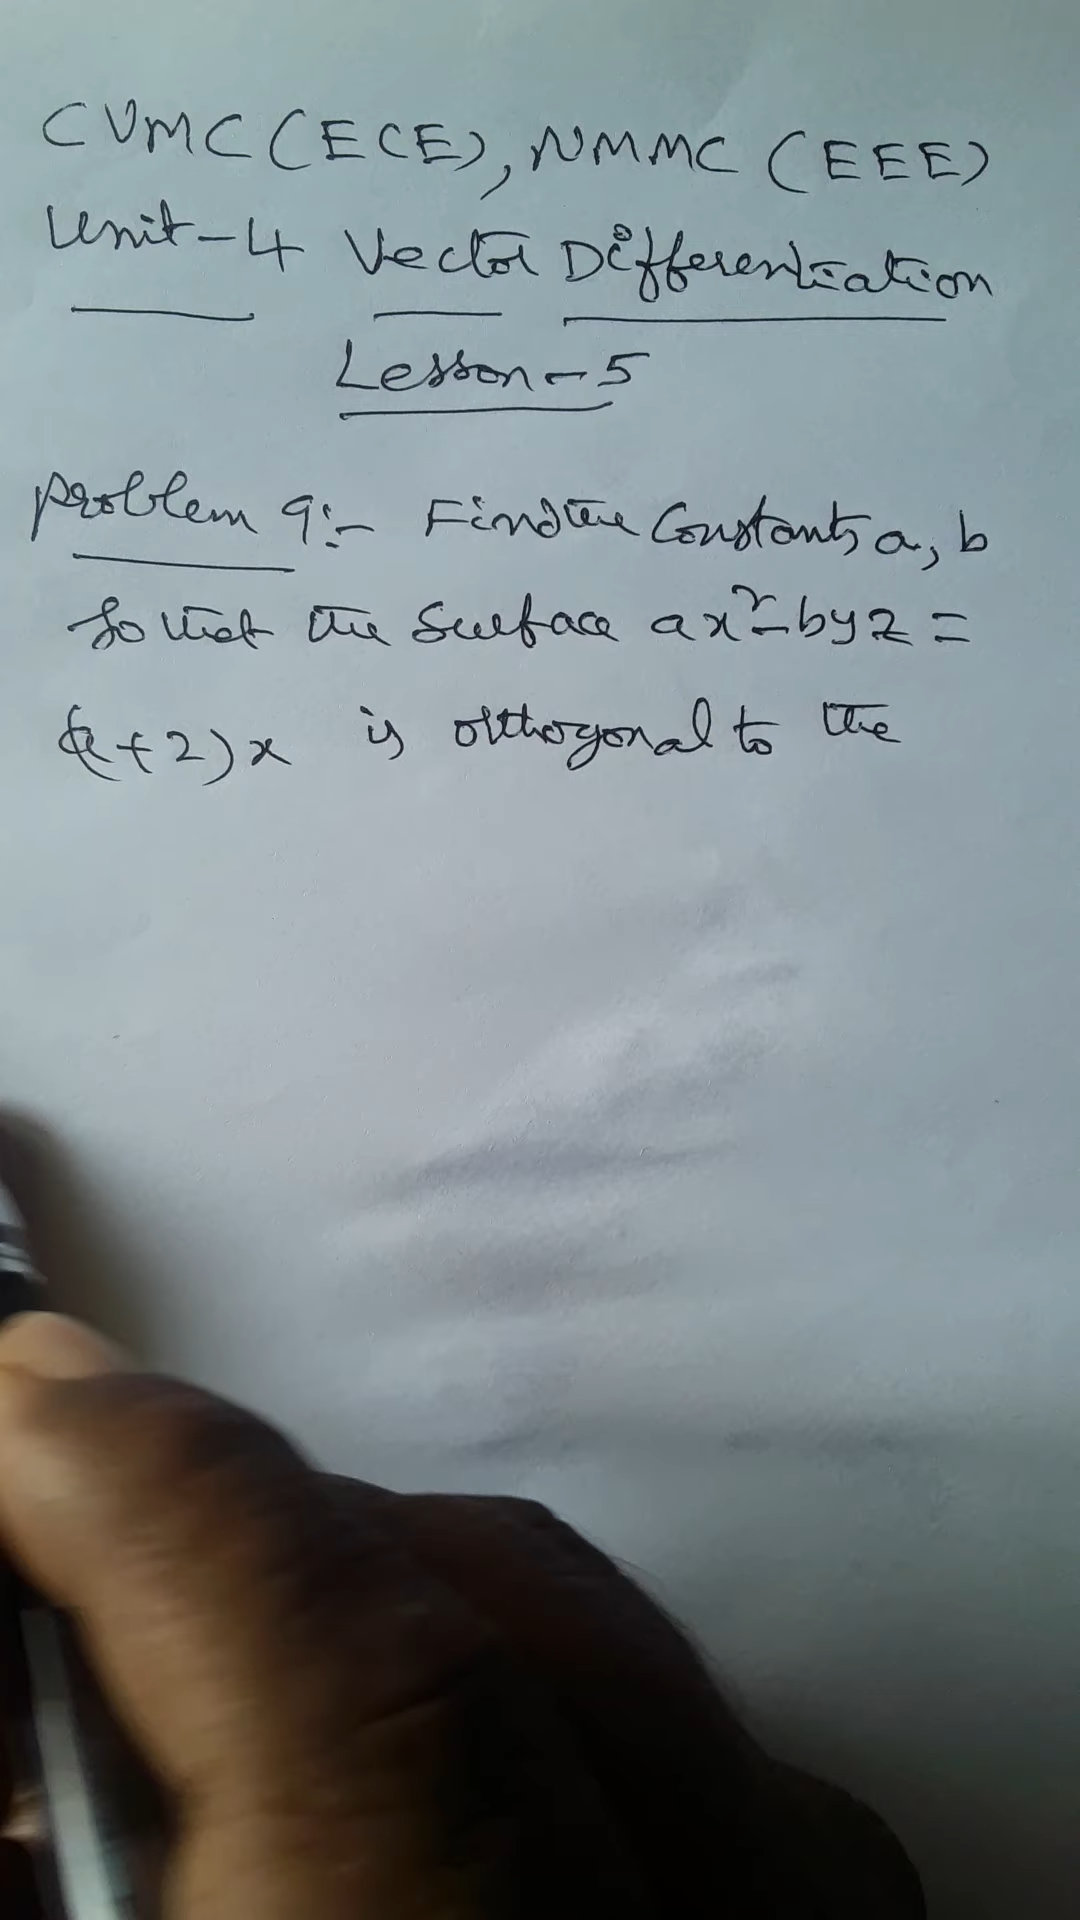 CVMC (ECE), NMMC (EEE)
Unit-4 Vector Differentiation
Lesson-5
Problem 9:- Find the Constants a, b
so that the Surface ax²-byz =
(a+2)x is orthogonal to the